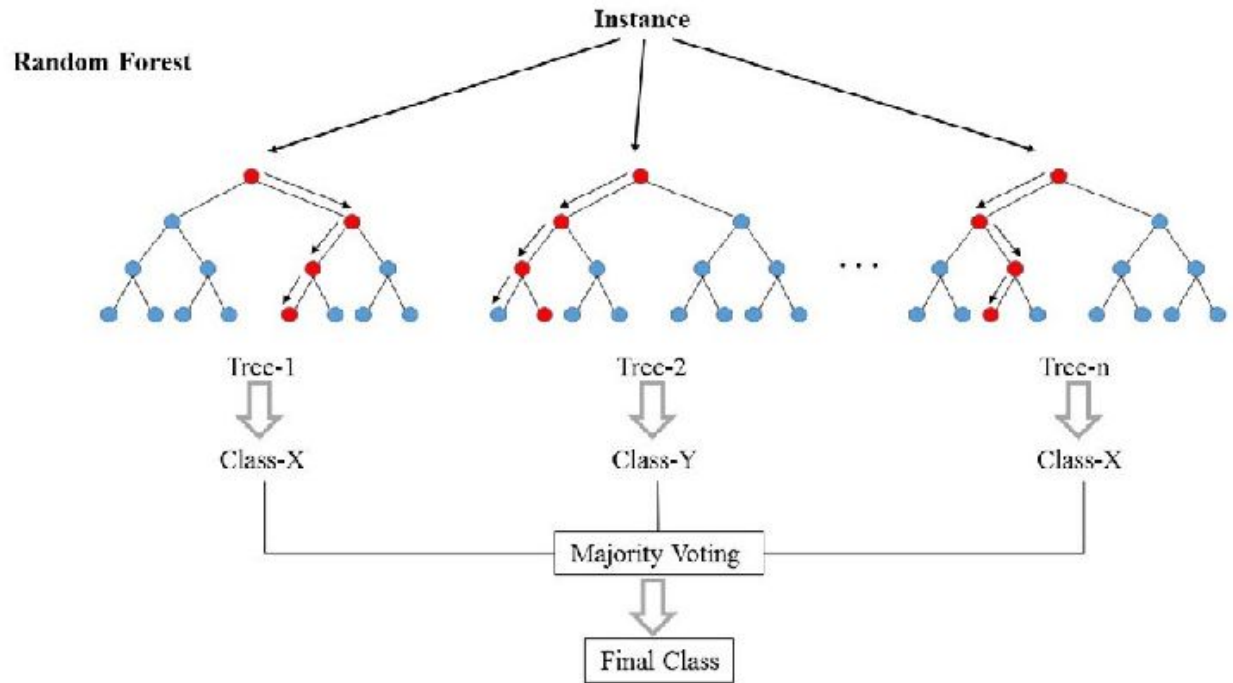 Instance
Random Forest
...
Tree-1 Tree-2 Tree-n
Class-X Class-Y Class-X
Majority Voting
Final Class